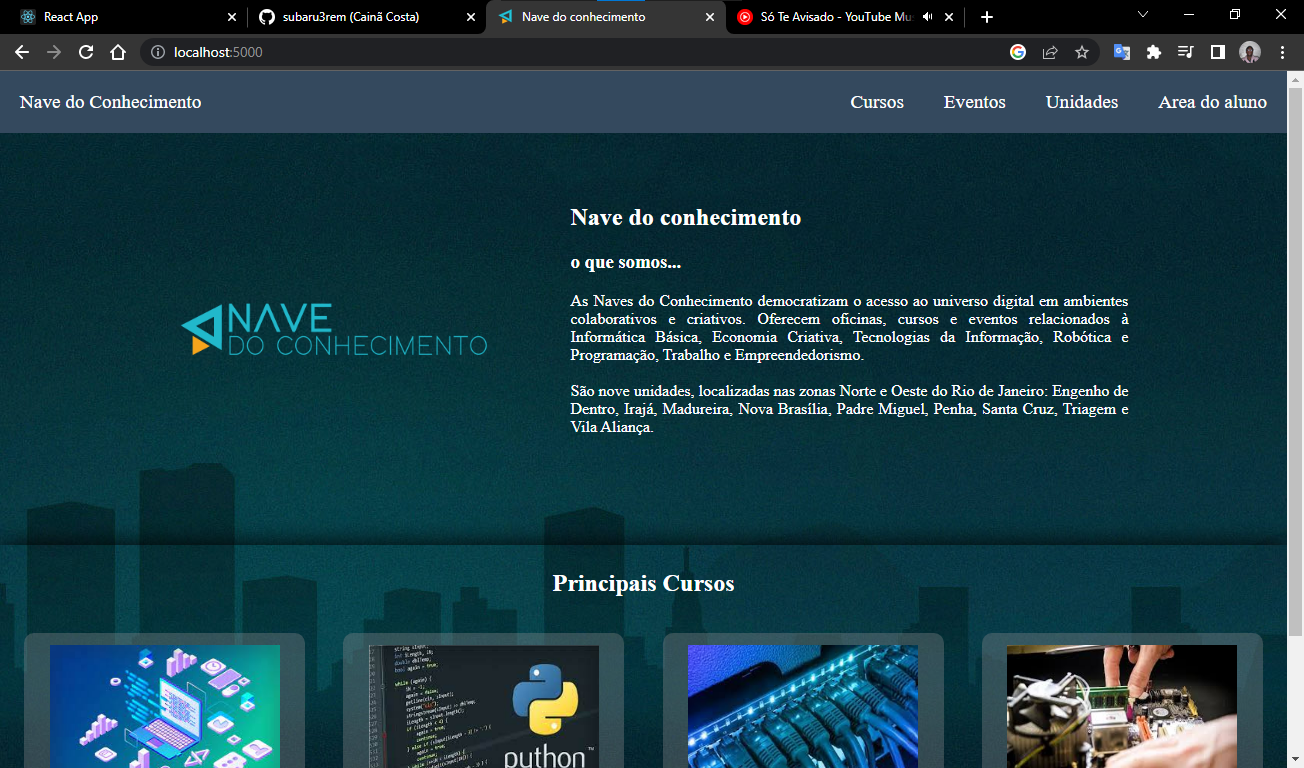 React App
subaru3rem (Cainã Costa)
Nave do conhecimento
Só Te Avisado - YouTube Mu
localhost:5000
Nave do Conhecimento
Cursos
Eventos
Unidades
Area do aluno
NAVE
DO CONHECIMENTO
Nave do conhecimento
o que somos...
As Naves do Conhecimento democratizam o acesso ao universo digital em ambientes
colaborativos e criativos. Oferecem oficinas, cursos e eventos relacionados à
Informática Básica, Economia Criativa, Tecnologias da Informação, Robótica e
Programação, Trabalho e Empreendedorismo.
São nove unidades, localizadas nas zonas Norte e Oeste do Rio de Janeiro: Engenho de
Dentro, Irajá, Madureira, Nova Brasília, Padre Miguel, Penha, Santa Cruz, Triagem e
Vila Aliança.
Principais Cursos
python™